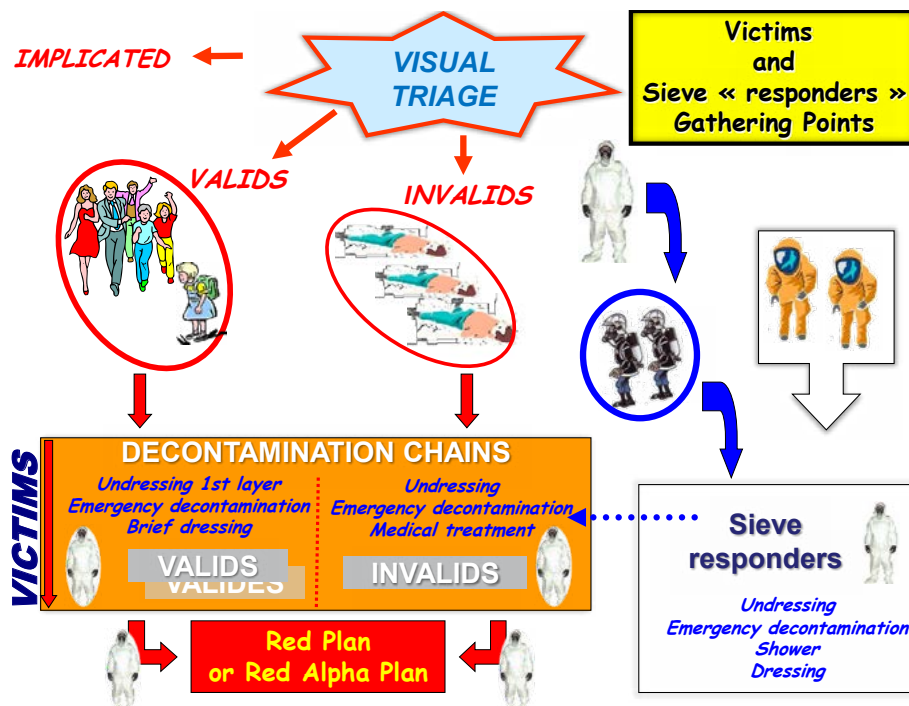 IMPLICATED
VISUAL
TRIAGE
Victims
and
Sieve « responders »
Gathering Points
VALIDS
INVALIDS
VICTIMS
DECONTAMINATION CHAINS
Undressing 1st layer
Emergency decontamination
Brief dressing
VALIDS
VALIDES
Undressing
Emergency decontamination
Medical treatment
INVALIDS
Sieve
responders
Undressing
Emergency decontamination
Shower
Dressing
Red Plan
or Red Alpha Plan